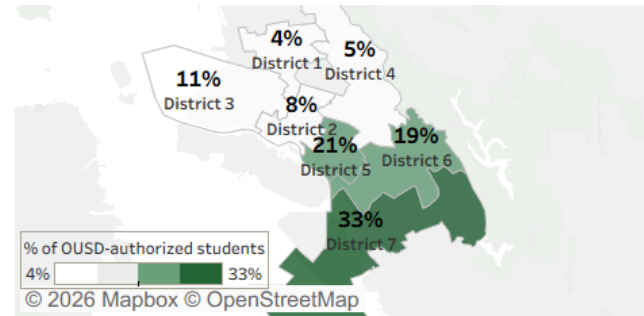 4%
District 1
5%
District 4
11%
District 3
8%
District 2
21%
District 5
19%
District 6
33%
District 7
% of OUSD-authorized students
4% 33%
© 2026 Mapbox © OpenStreetMap